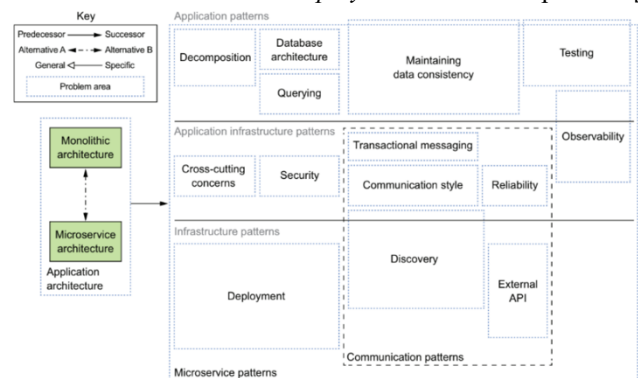 Key
Predecessor
Successor
Alternative A
Alternative B
General
Specific
Problem area
Monolithic
architecture
Microservice
architecture
Application
architecture
Application patterns
Decomposition
Database
architecture
Querying
Maintaining
data consistency
Testing
Observability
Application infrastructure patterns
Cross-cutting
concerns
Security
Transactional messaging
Communication style
Reliability
Infrastructure patterns
Deployment
Discovery
External
API
Communication patterns
Microservice patterns